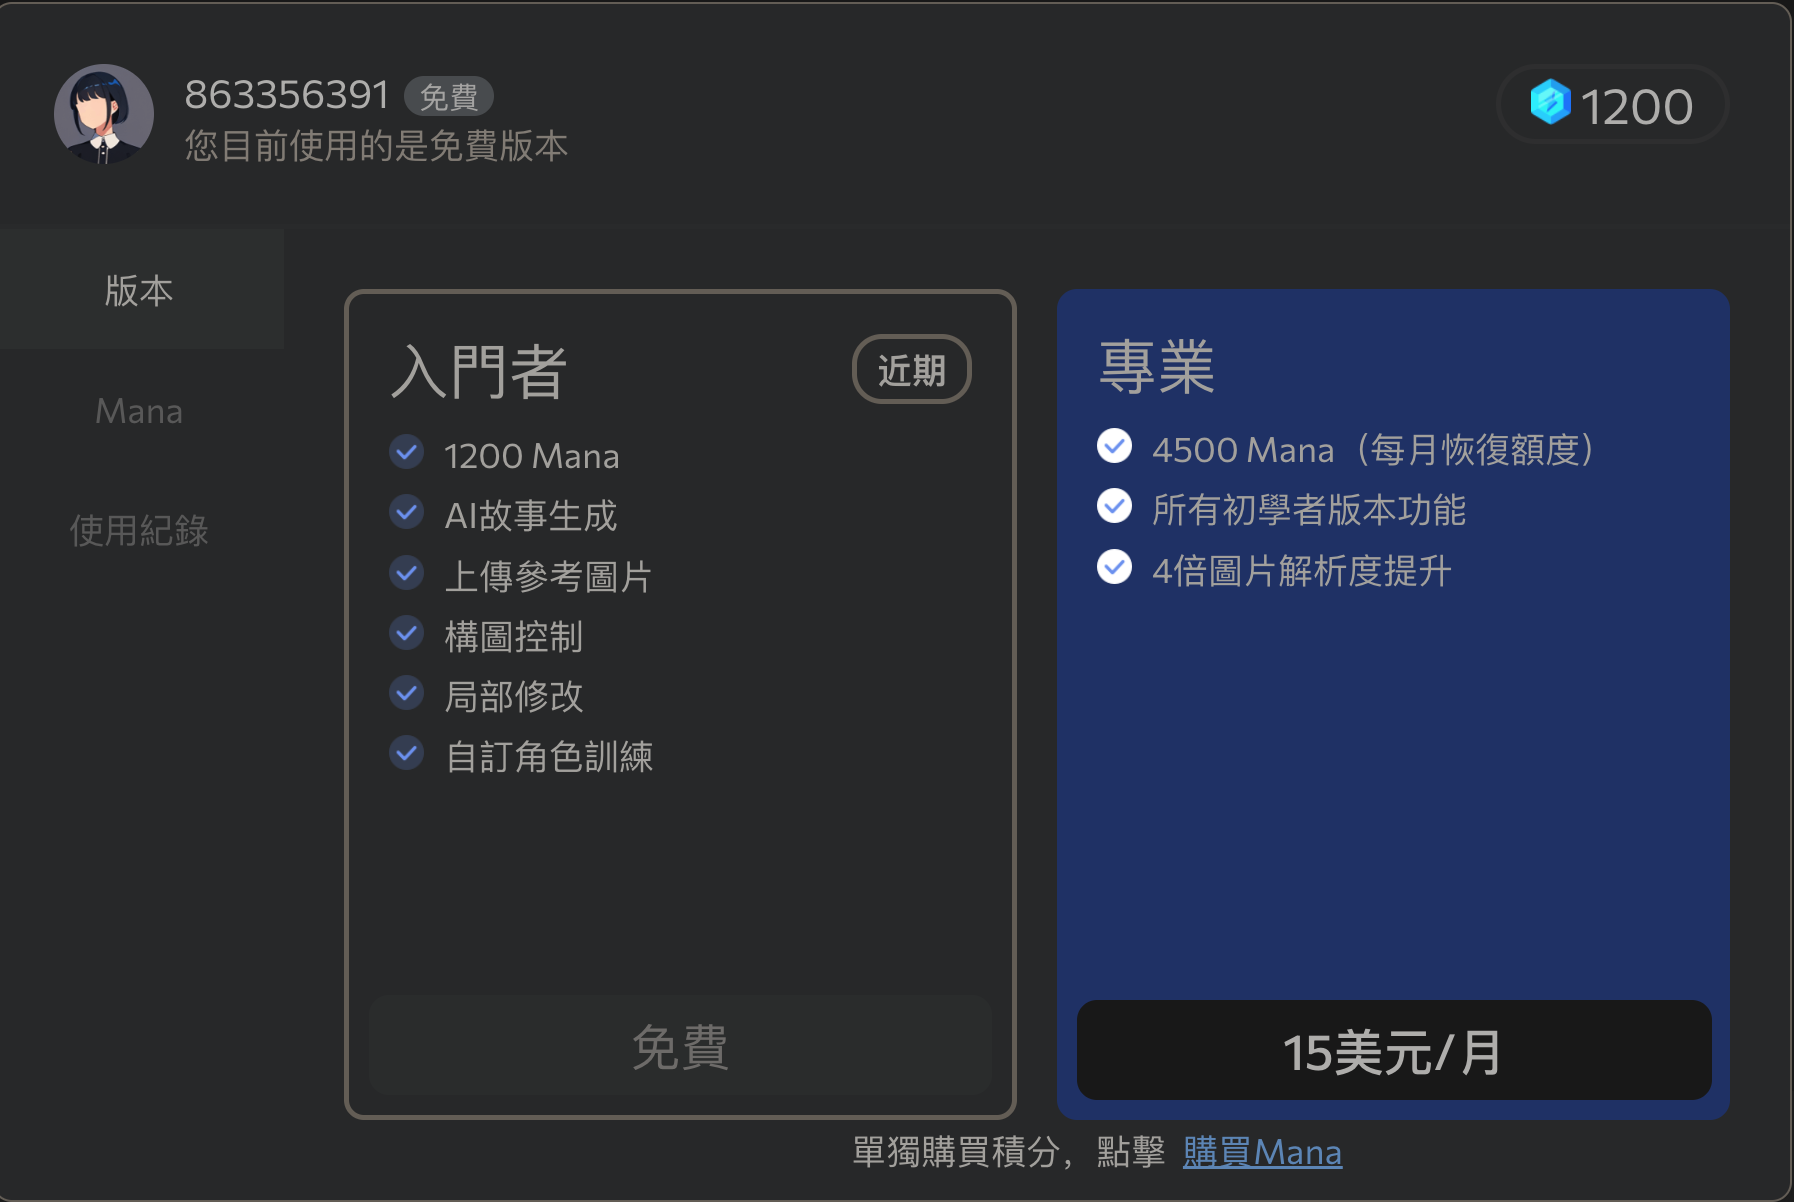 863356391 免費
您目前使用的是免費版本
1200
版本
Mana
使用紀錄
入門者
近期
1200 Mana
AI故事生成
上傳參考圖片
構圖控制
局部修改
自訂角色訓練
免費
專業
4500 Mana（每月恢復額度）
所有初學者版本功能
4倍圖片解析度提升
15美元/月
單獨購買積分，點擊 購買Mana